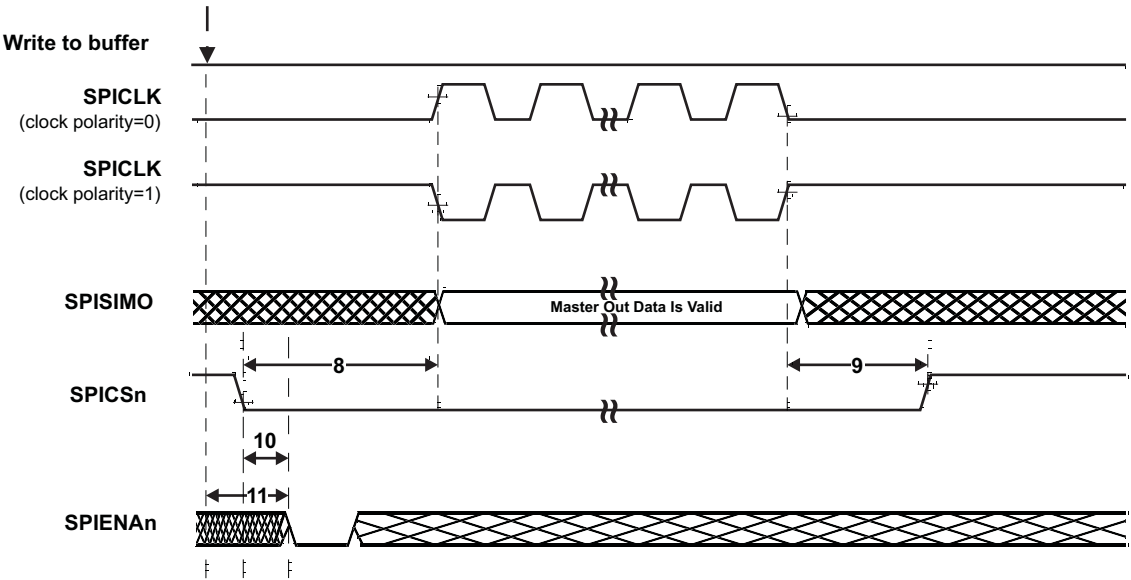 Write to buffer
SPICLK
(clock polarity=0)
SPICLK
(clock polarity=1)
SPISIMO
Master Out Data Is Valid
8
9
SPICSn
10
11
SPIENAn